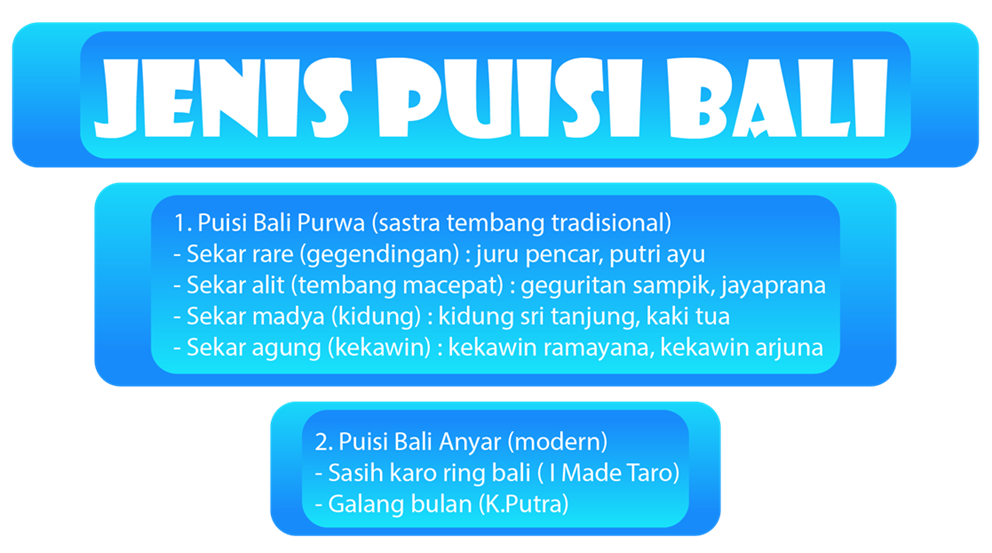 JENIS PUISI BALI
1. Puisi Bali Purwa (sastra tembang tradisional)
- Sekar rare (gegendingan) : juru pencar, putri ayu
- Sekar alit (tembang macepat) : geguritan sampik, jayaprana
- Sekar madya (kidung) : kidung sri tanjung, kaki tua
- Sekar agung (kekawin) : kekawin ramayana, kekawin arjuna
2. Puisi Bali Anyar (modern)
- Sasih karo ring bali ( I Made Taro)
- Galang bulan (K.Putra)